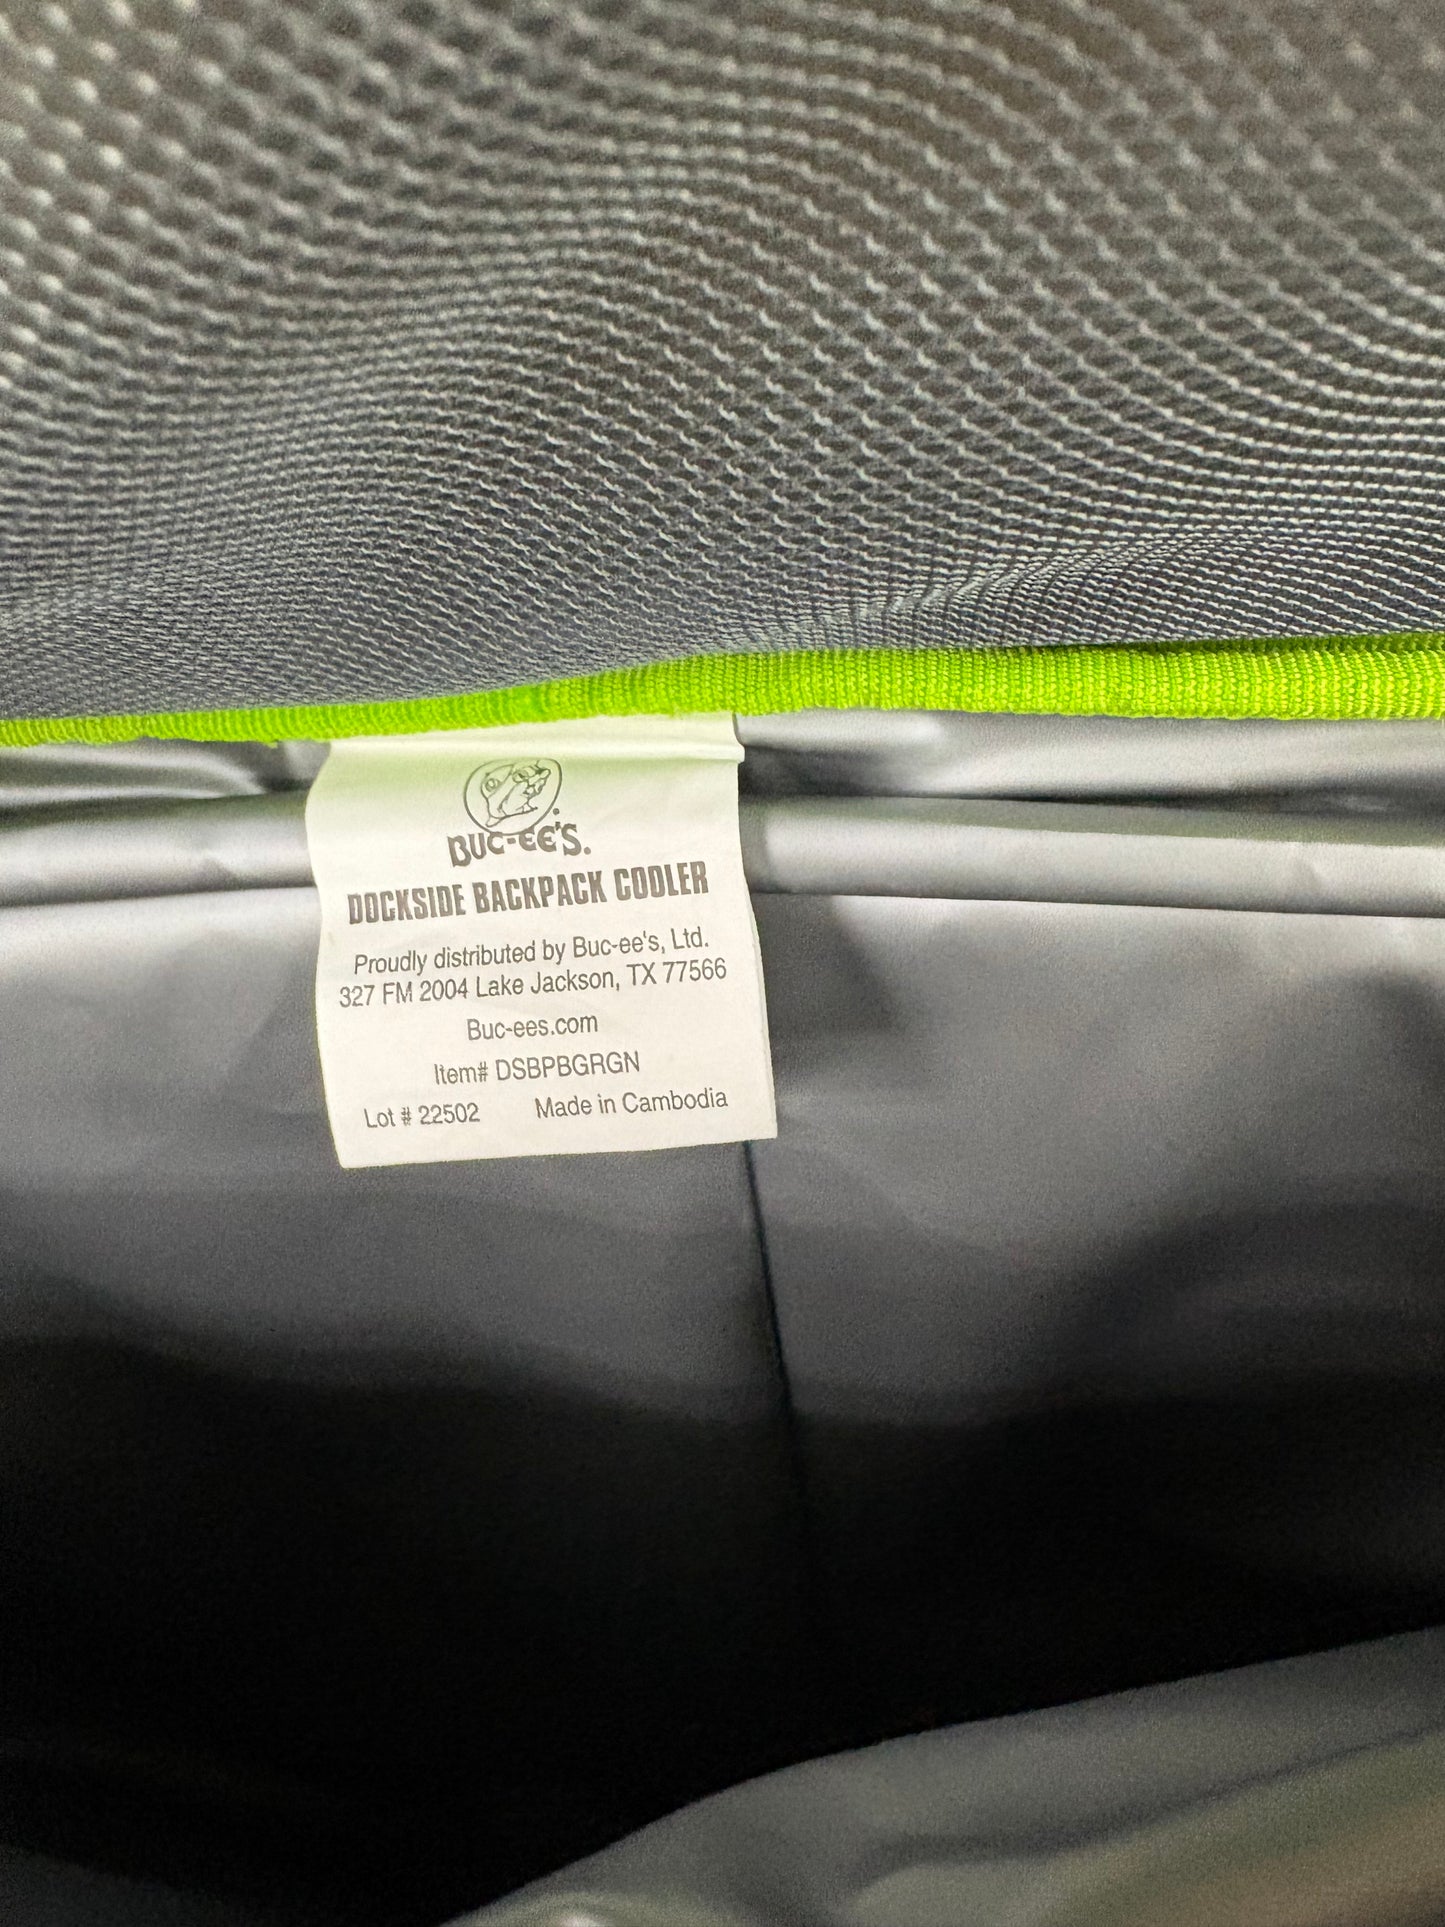 BUC-EE'S.
DOCKSIDE BACKPACK COOLER
Proudly distributed by Buc-ee's, Ltd.
327 FM 2004 Lake Jackson, TX 77566
Buc-ees.com
Item# DSBPBGRGN
Lot # 22502 Made in Cambodia